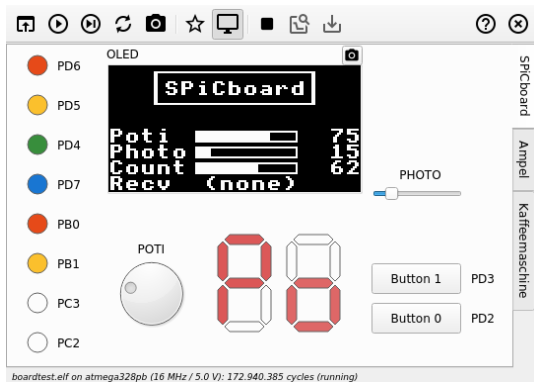 OLED
SPiCboard
Poti 75
Photo 15
Count 62
Recv (none)
PD6
PD5
PD4
PD7
PB0
PB1
PC3
PC2
PHOTO
POTI
Po
Button 1 PD3
Button 0 PD2
SPiCboard
Ampel
Kaffeemaschine
boardtest.elf on atmega328pb (16 MHz / 5.0 V): 172.940.385 cycles (running)